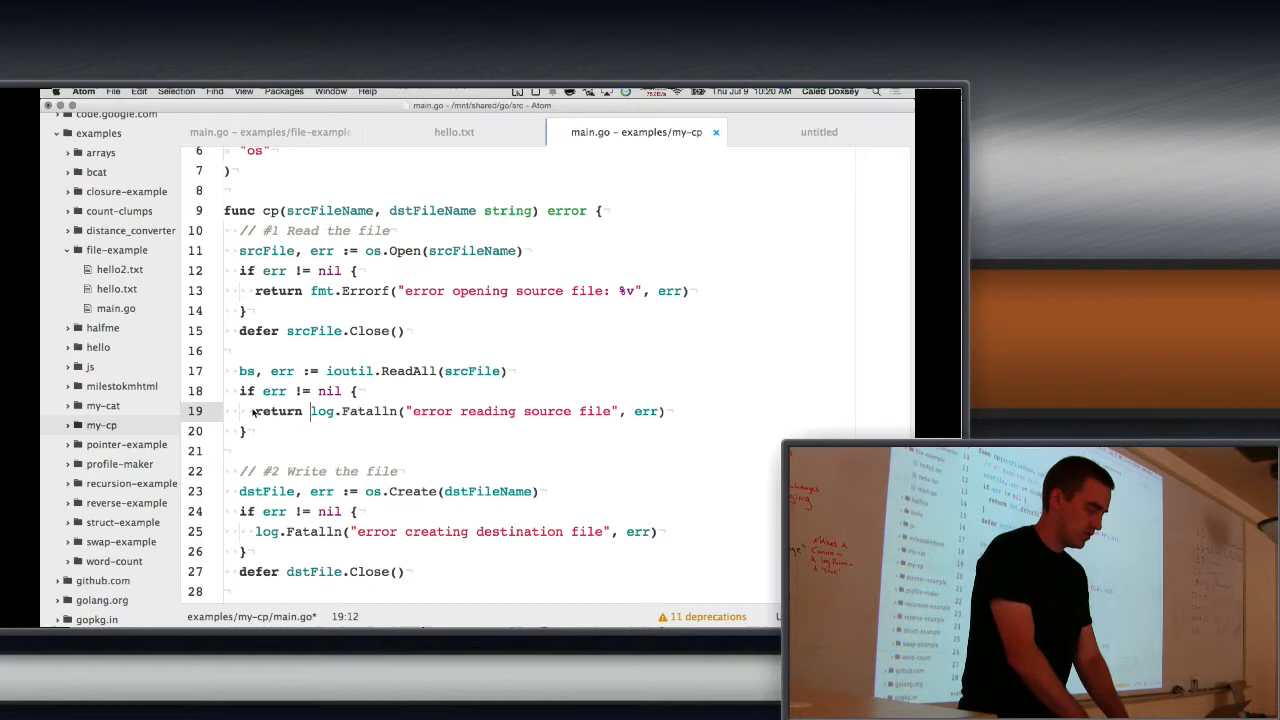 Atom File Edit Selection Find View Packages Window Help
Thu Jul 9 10:20 AM Caleb Doxsey
main.go - /mnt/shared/go/src - Atom
code.google.com
examples
arrays
bcat
closure-example
count-clumps
distance_converter
file-example
hello2.txt
hello.txt
main.go
halfme
hello
js
milestokmhtml
my-cat
my-cp
pointer-example
profile-maker
recursion-example
reverse-example
struct-example
swap-example
word-count
github.com
golang.org
gopkg.in
main.go - examples/file-example
hello.txt
main.go - examples/my-cp
untitled
6 "os"
7 )
8
9 func cp(srcFileName, dstFileName string) error {
10 // #1 Read the file
11 srcFile, err := os.Open(srcFileName)
12 if err != nil {
13 return fmt.Errorf("error opening source file: %v", err)
14 }
15 defer srcFile.Close()
16
17 bs, err := ioutil.ReadAll(srcFile)
18 if err != nil {
19 return log.Fatalln("error reading source file", err)
20 }
21
22 // #2 Write the file
23 dstFile, err := os.Create(dstFileName)
24 if err != nil {
25 log.Fatalln("error creating destination file", err)
26 }
27 defer dstFile.Close()
28
examples/my-cp/main.go* 19:12
11 deprecations